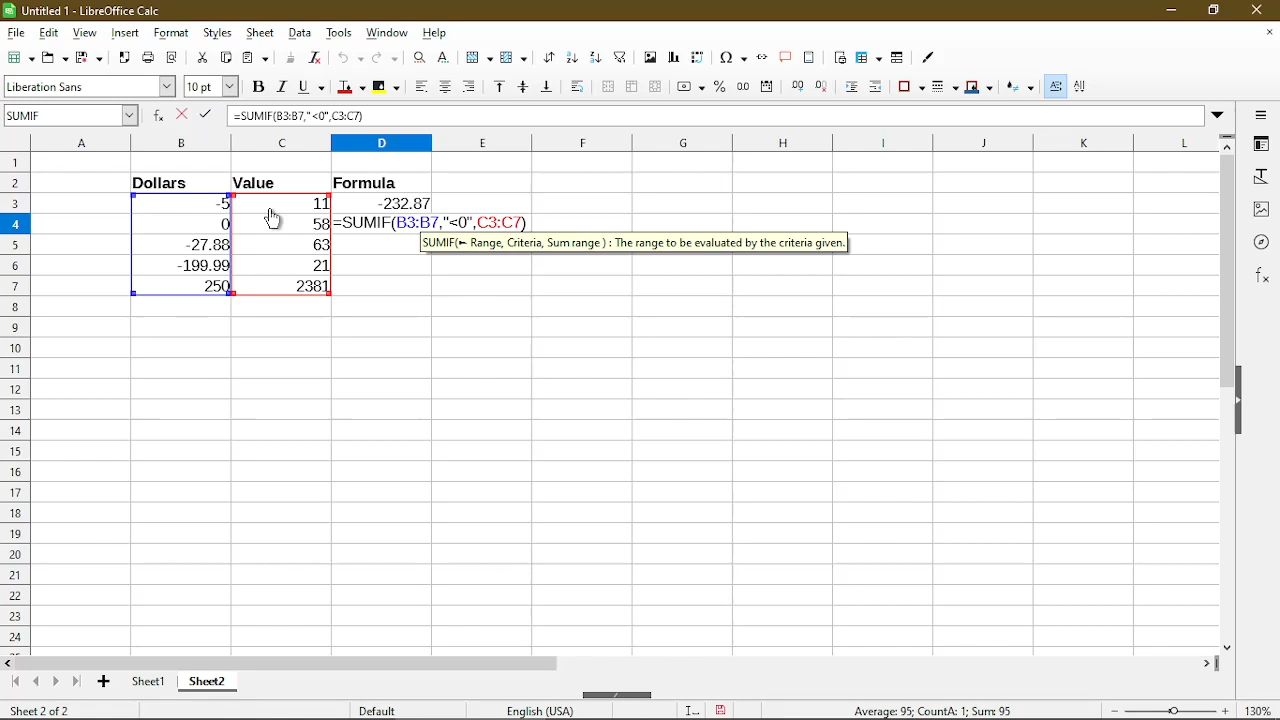 Untitled 1 - LibreOffice Calc
File Edit View Insert Format Styles Sheet Data Tools Window Help
Liberation Sans 10 pt B I U
SUMIF =SUMIF(B3:B7,"<0",C3:C7)
A B C D E F G H I J K L
1
2 Dollars Value Formula
3 -5 11 -232.87
4 0 58 =SUMIF(B3:B7,"<0",C3:C7)
5 -27.88 63 SUMIF(► Range, Criteria, Sum range ) : The range to be evaluated by the criteria given.
6 -199.99 21
7 250 2381
8
9
10
11
12
13
14
15
16
17
18
19
20
21
22
23
24
Sheet1 Sheet2
Sheet 2 of 2 Default English (USA) Average: 95; CountA: 1; Sum: 95 130%